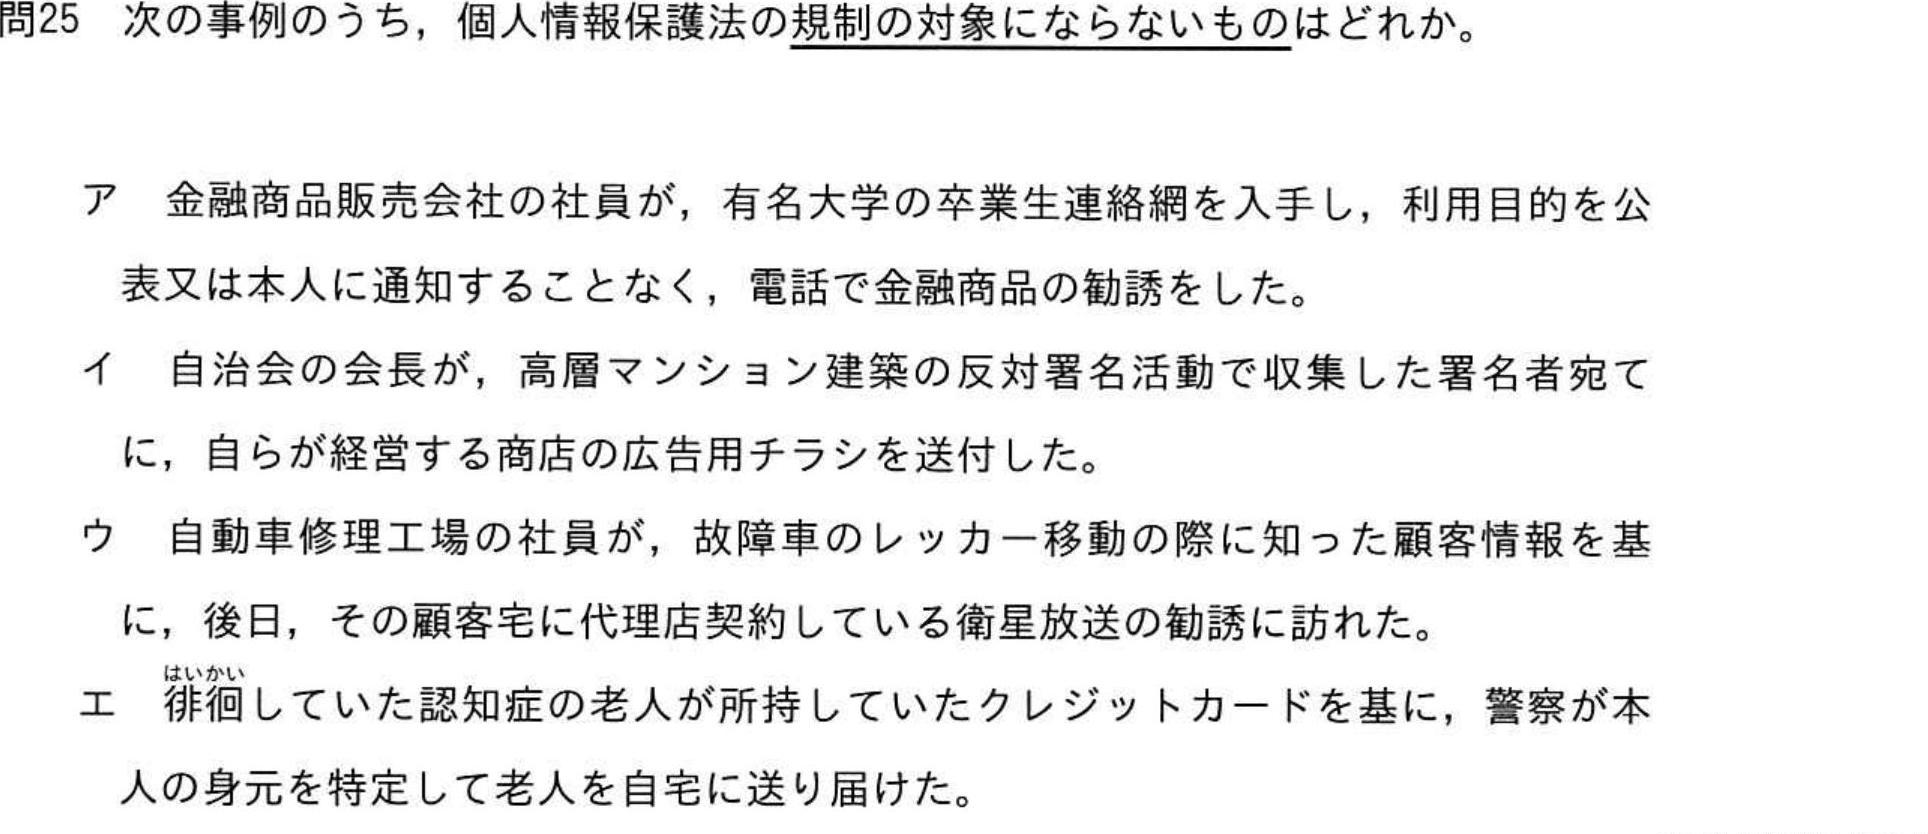 問25 次の事例のうち，個人情報保護法の規制の対象にならないものはどれか。
ア 金融商品販売会社の社員が，有名大学の卒業生連絡網を入手し，利用目的を公
表又は本人に通知することなく，電話で金融商品の勧誘をした。
イ 自治会の会長が，高層マンション建築の反対署名活動で収集した署名者宛て
に，自らが経営する商店の広告用チラシを送付した。
ウ 自動車修理工場の社員が，故障車のレッカー移動の際に知った顧客情報を基
に，後日，その顧客宅に代理店契約している衛星放送の勧誘に訪れた。
はいかい
エ 徘徊していた認知症の老人が所持していたクレジットカードを基に，警察が本
人の身元を特定して老人を自宅に送り届けた。